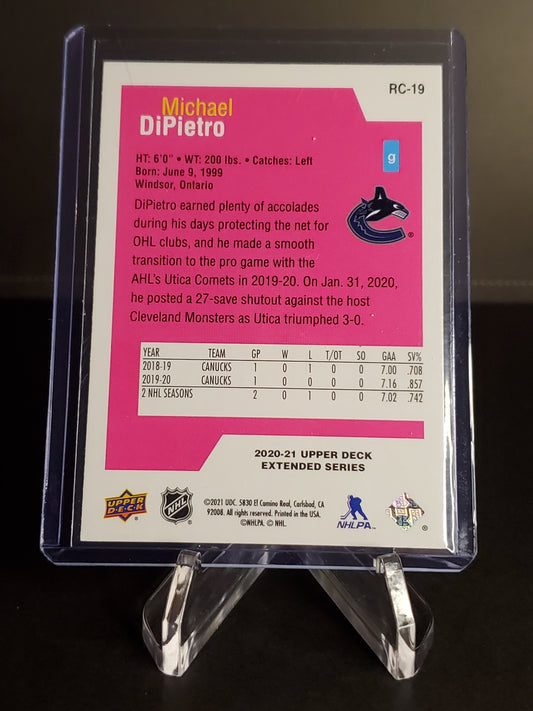 RC-19
Michael
DiPietro
g
HT: 6'0" • WT: 200 lbs. • Catches: Left
Born: June 9, 1999
Windsor, Ontario
DiPietro earned plenty of accolades
during his days protecting the net for
OHL clubs, and he made a smooth
transition to the pro game with the
AHL's Utica Comets in 2019-20. On Jan. 31, 2020,
he posted a 27-save shutout against the host
Cleveland Monsters as Utica triumphed 3-0.
YEAR TEAM GP W L T/OT SO GAA SV%
2018-19 CANUCKS 1 0 1 0 0 7.00 .708
2019-20 CANUCKS 1 0 0 0 0 7.16 .857
2 NHL SEASONS 2 0 1 0 0 7.02 .742
2020-21 UPPER DECK
EXTENDED SERIES
UPPER DECK ®
NHL
©2021 UDC. 5830 El Camino Real, Carlsbad, CA
92008. All rights reserved. Printed in the USA.
©NHLPA. © NHL.
NHLPA™
®